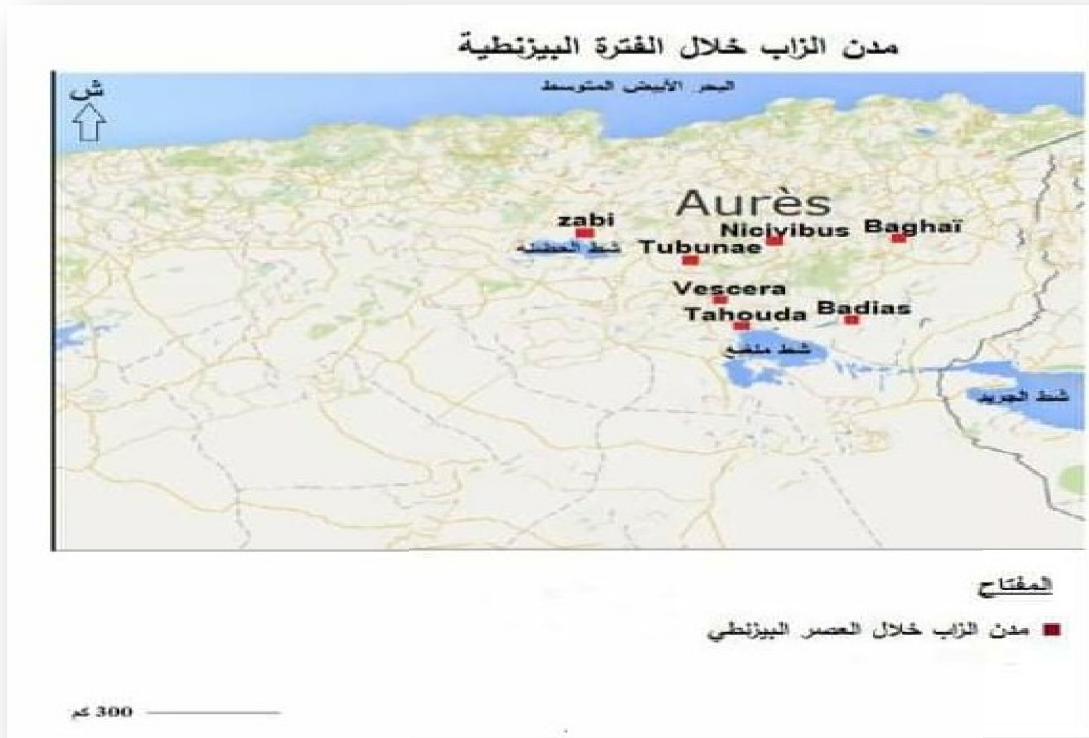 مدن الزاب خلال الفترة البيزنطية
البحر الأبيض المتوسط
ش
Aurès
zabi
Nicivibus
Baghaï
شط الحضنه
Tubunae
Vescera
Tahouda
Badias
شط ملغيغ
شط الجريد
المفتاح
مدن الزاب خلال العصر البيزنطي
300 كم